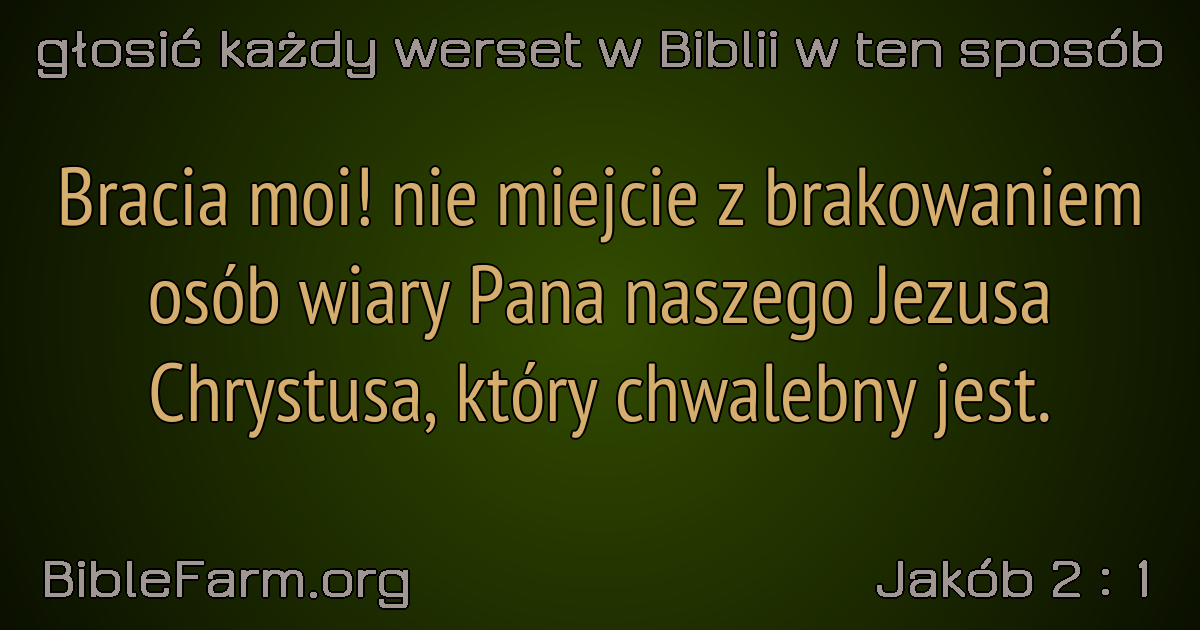 głosić każdy werset w Biblii w ten sposób
Bracia moi! nie miejcie z brakowaniem
osób wiary Pana naszego Jezusa
Chrystusa, który chwalebny jest.
BibleFarm.org
Jakób 2 : 1